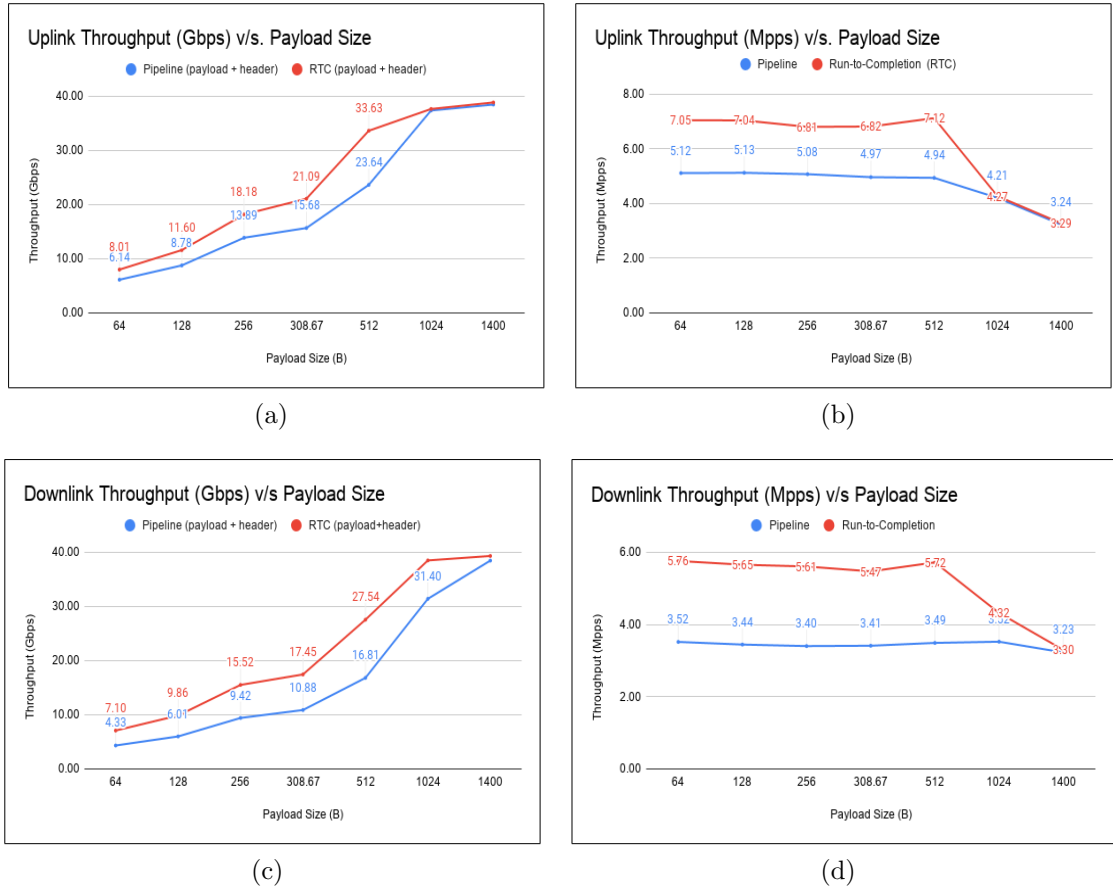 Uplink Throughput (Gbps) v/s. Payload Size
Pipeline (payload + header) RTC (payload + header)
40.00
30.00
20.00
10.00
0.00
Throughput (Gbps)
8.01
6.14
11.60
8.78
18.18
13.89
21.09
15.68
33.63
23.64
64 128 256 308.67 512 1024 1400
Payload Size (B)
(a)
Uplink Throughput (Mpps) v/s. Payload Size
Pipeline Run-to-Completion (RTC)
8.00
6.00
4.00
2.00
0.00
Throughput (Mpps)
7.05 7.04 6.81 6.82 7.12
5.12 5.13 5.08 4.97 4.94
4.21
4.27
3.24
3.29
64 128 256 308.67 512 1024 1400
Payload Size (B)
(b)
Downlink Throughput (Gbps) v/s Payload Size
Pipeline (payload + header) RTC (payload+header)
40.00
30.00
20.00
10.00
0.00
Throughput (Gbps)
7.10
4.33
9.86
6.01
15.52
9.42
17.45
10.88
27.54
16.81
31.40
64 128 256 308.67 512 1024 1400
Payload Size (B)
(c)
Downlink Throughput (Mpps) v/s Payload Size
Pipeline Run-to-Completion
6.00
4.00
2.00
0.00
Throughput (Mpps)
5.76 5.65 5.61 5.47 5.72
3.52 3.44 3.40 3.41 3.49
4.32
3.23
3.30
64 128 256 308.67 512 1024 1400
Payload Size (B)
(d)